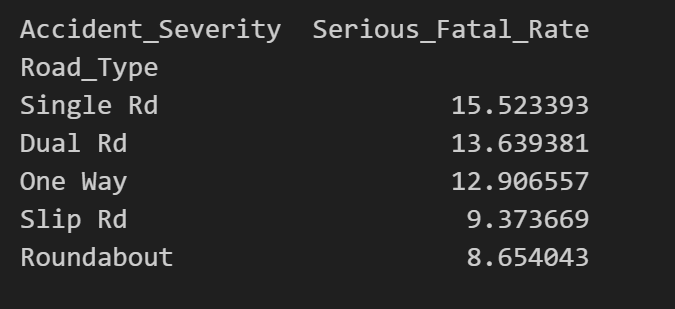 Accident_Severity  Serious_Fatal_Rate
Road_Type
Single Rd                   15.523393
Dual Rd                     13.639381
One Way                     12.906557
Slip Rd                      9.373669
Roundabout                   8.654043